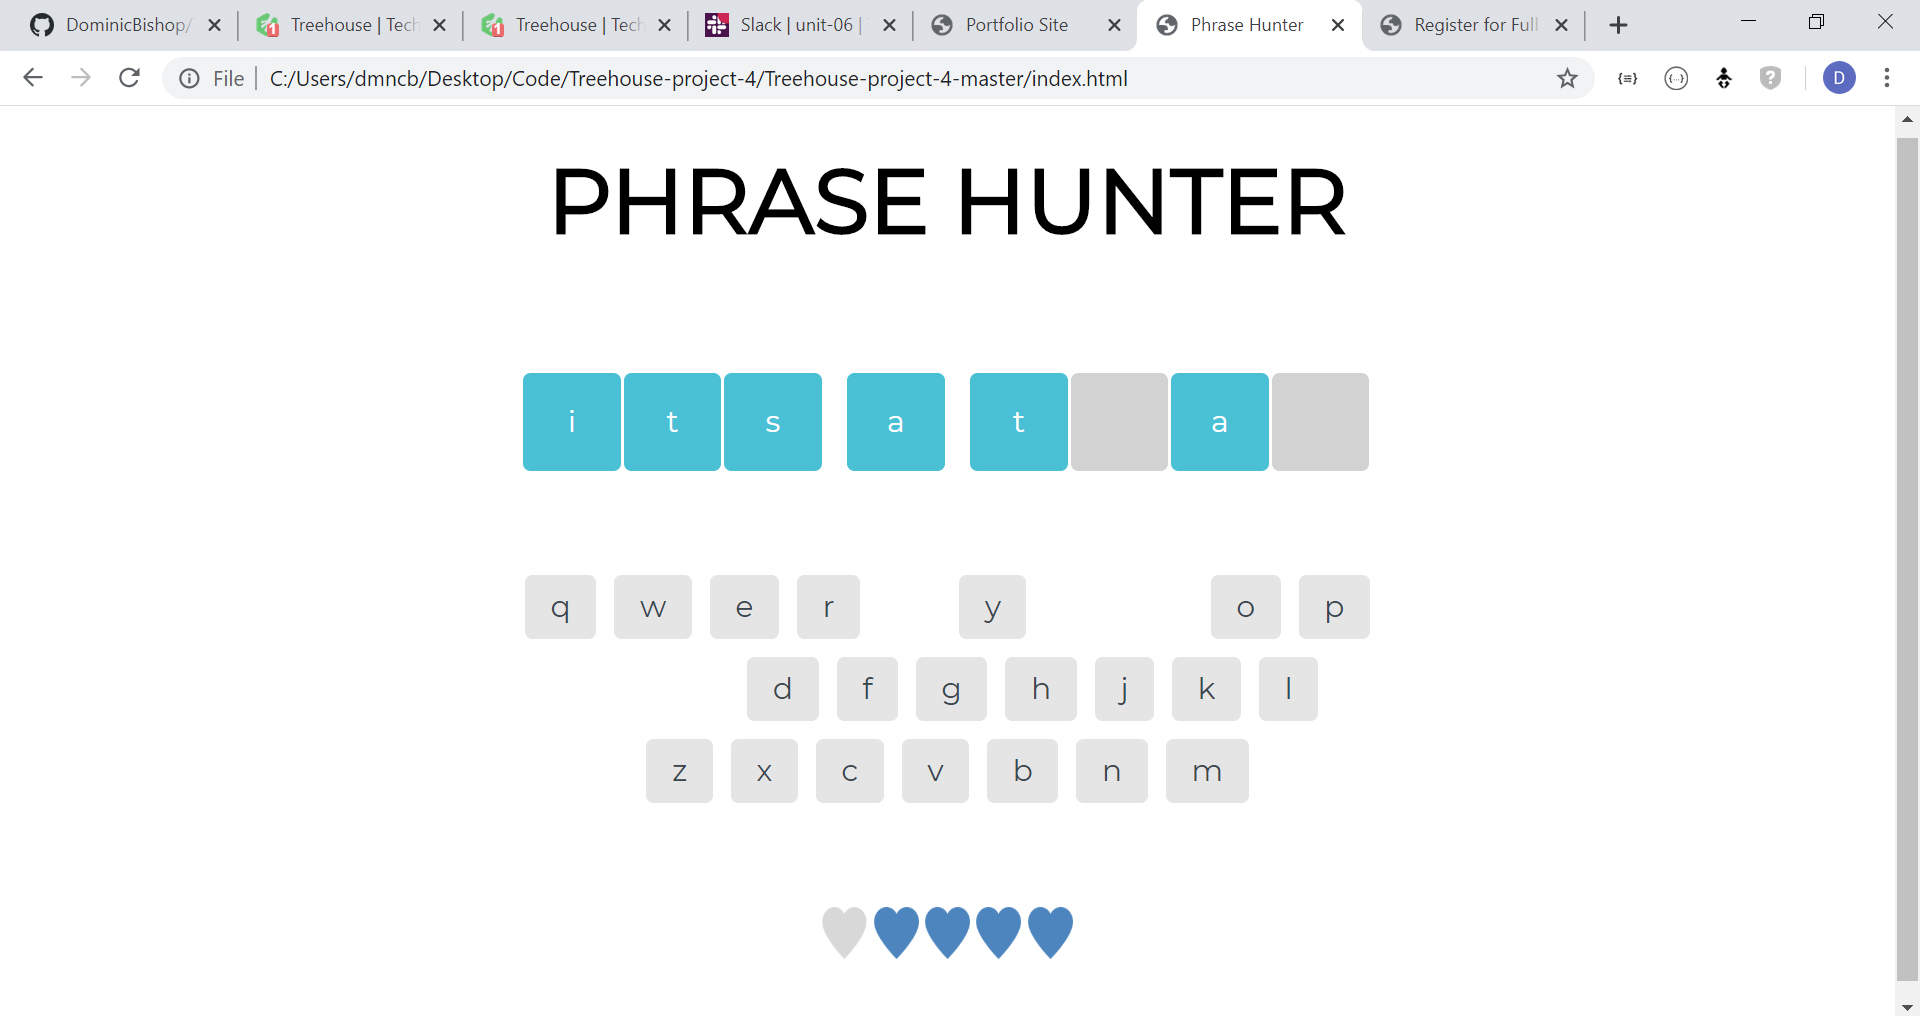 DominicBishop/ Treehouse | Tech Treehouse | Tech Slack | unit-06 | Portfolio Site Phrase Hunter Register for Full
File C:/Users/dmncb/Desktop/Code/Treehouse-project-4/Treehouse-project-4-master/index.html D
PHRASE HUNTER
i t s a t a
q w e r y o p
d f g h j k l
z x c v b n m